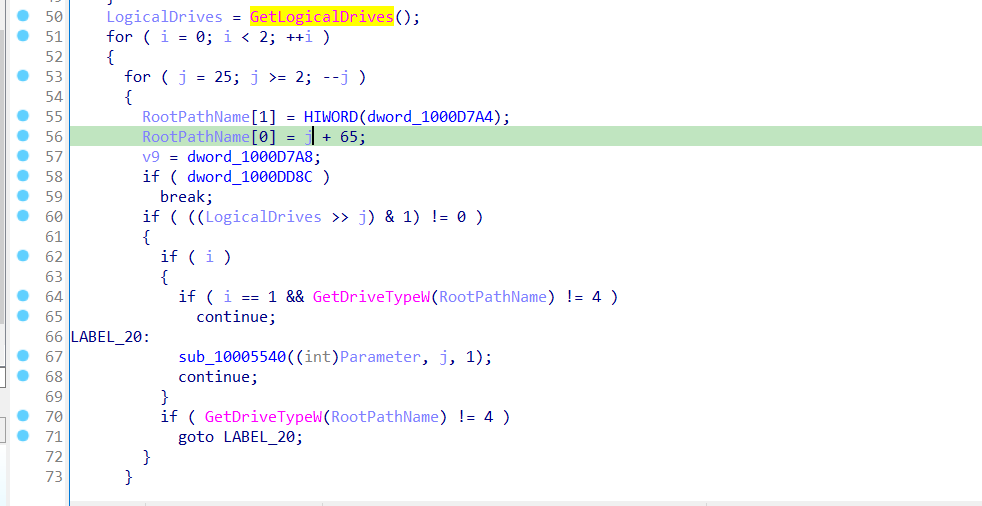 50 LogicalDrives = GetLogicalDrives();
51 for ( i = 0; i < 2; ++i )
52 {
53 for ( j = 25; j >= 2; --j )
54 {
55 RootPathName[1] = HIWORD(dword_1000D7A4);
56 RootPathName[0] = j + 65;
57 v9 = dword_1000D7A8;
58 if ( dword_1000DD8C )
59 break;
60 if ( ((LogicalDrives >> j) & 1) != 0 )
61 {
62 if ( i )
63 {
64 if ( i == 1 && GetDriveTypeW(RootPathName) != 4 )
65 continue;
66 LABEL_20:
67 sub_10005540((int)Parameter, j, 1);
68 continue;
69 }
70 if ( GetDriveTypeW(RootPathName) != 4 )
71 goto LABEL_20;
72 }
73 }